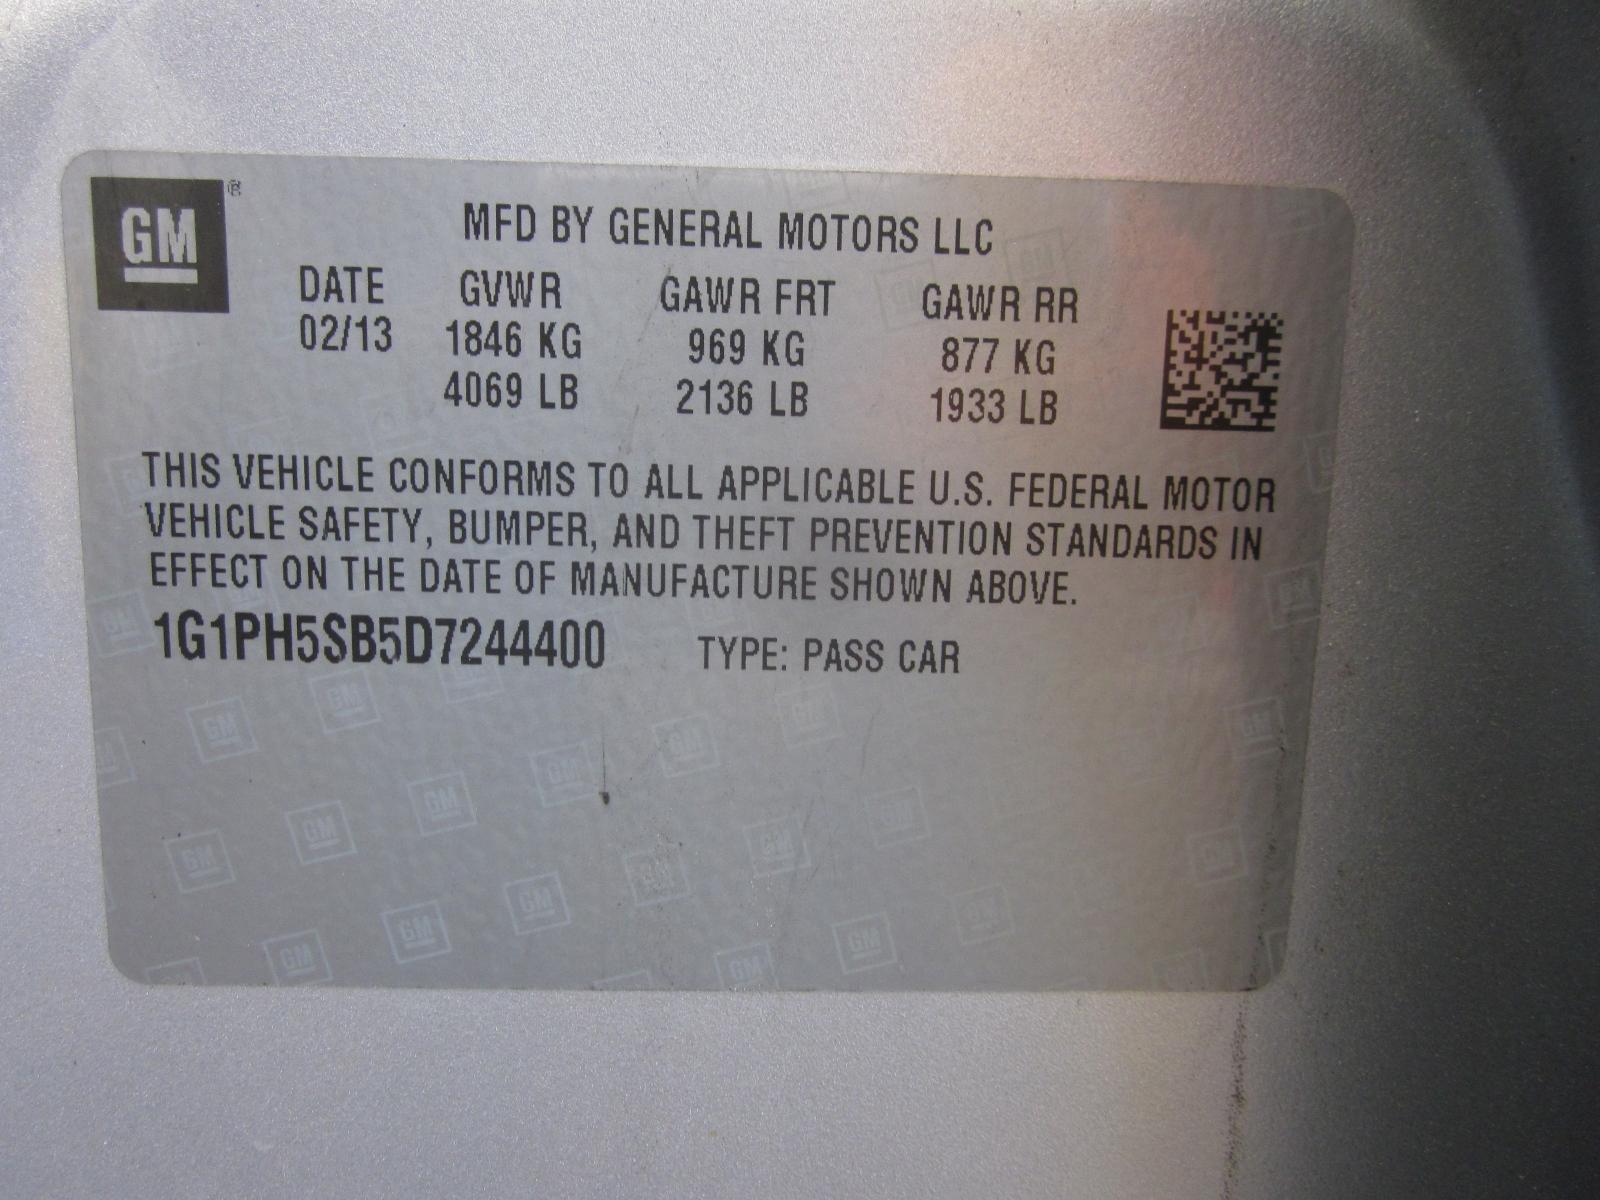 GM ®
MFD BY GENERAL MOTORS LLC
DATE GVWR GAWR FRT GAWR RR
02/13 1846 KG 969 KG 877 KG
4069 LB 2136 LB 1933 LB
THIS VEHICLE CONFORMS TO ALL APPLICABLE U.S. FEDERAL MOTOR
VEHICLE SAFETY, BUMPER, AND THEFT PREVENTION STANDARDS IN
EFFECT ON THE DATE OF MANUFACTURE SHOWN ABOVE.
1G1PH5SB5D7244400 TYPE: PASS CAR